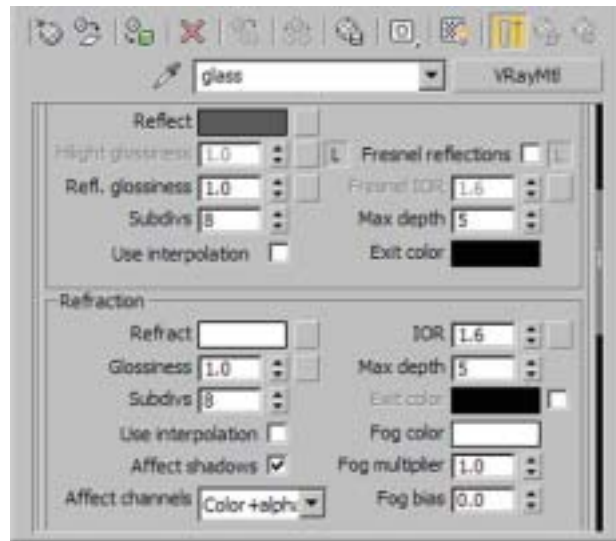 glass VRayMtl
Reflect
Hilight glossiness 1.0 L Fresnel reflections L
Refl. glossiness 1.0 Fresnel IOR 1.6
Subdivs 8 Max depth 5
Use interpolation Exit color
Refraction
Refract IOR 1.6
Glossiness 1.0 Max depth 5
Subdivs 8 Exit color
Use interpolation Fog color
Affect shadows Fog multiplier 1.0
Affect channels Color+alpha Fog bias 0.0